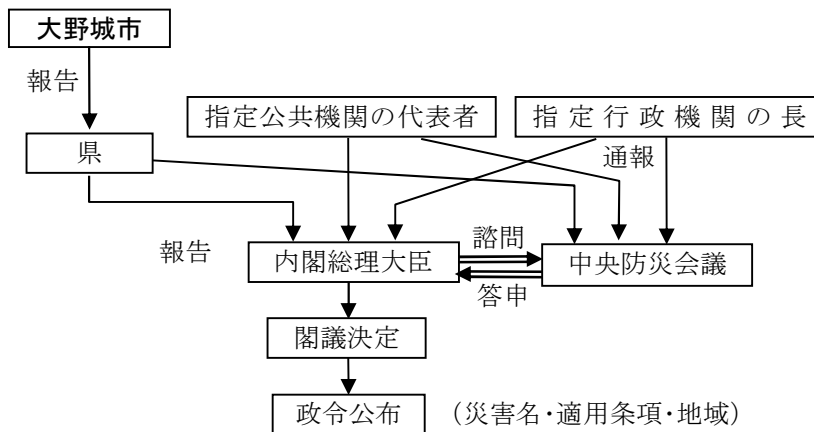 大野城市
報告
指定公共機関の代表者
指定行政機関の長
県
通報
報告
内閣総理大臣
諮問
中央防災会議
答申
閣議決定
政令公布
（災害名・適用条項・地域）